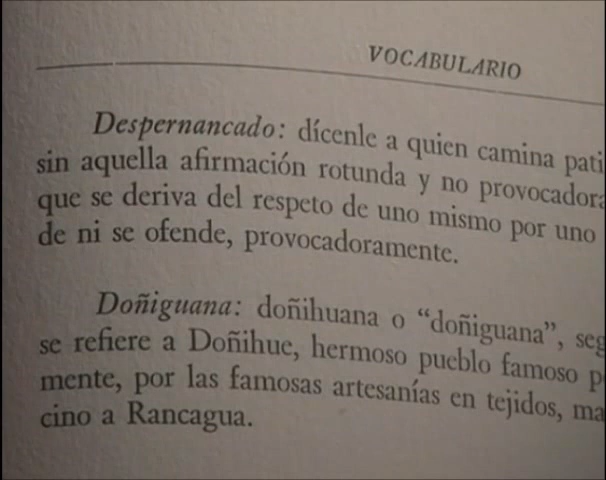 VOCABULARIO
Despernancado: dícenle a quien camina pati
sin aquella afirmación rotunda y no provocadora
que se deriva del respeto de uno mismo por uno
de ni se ofende, provocadoramente.
Doñiguana: doñihuana o “doñiguana”, seg
se refiere a Doñihue, hermoso pueblo famoso p
mente, por las famosas artesanías en tejidos, ma
cino a Rancagua.